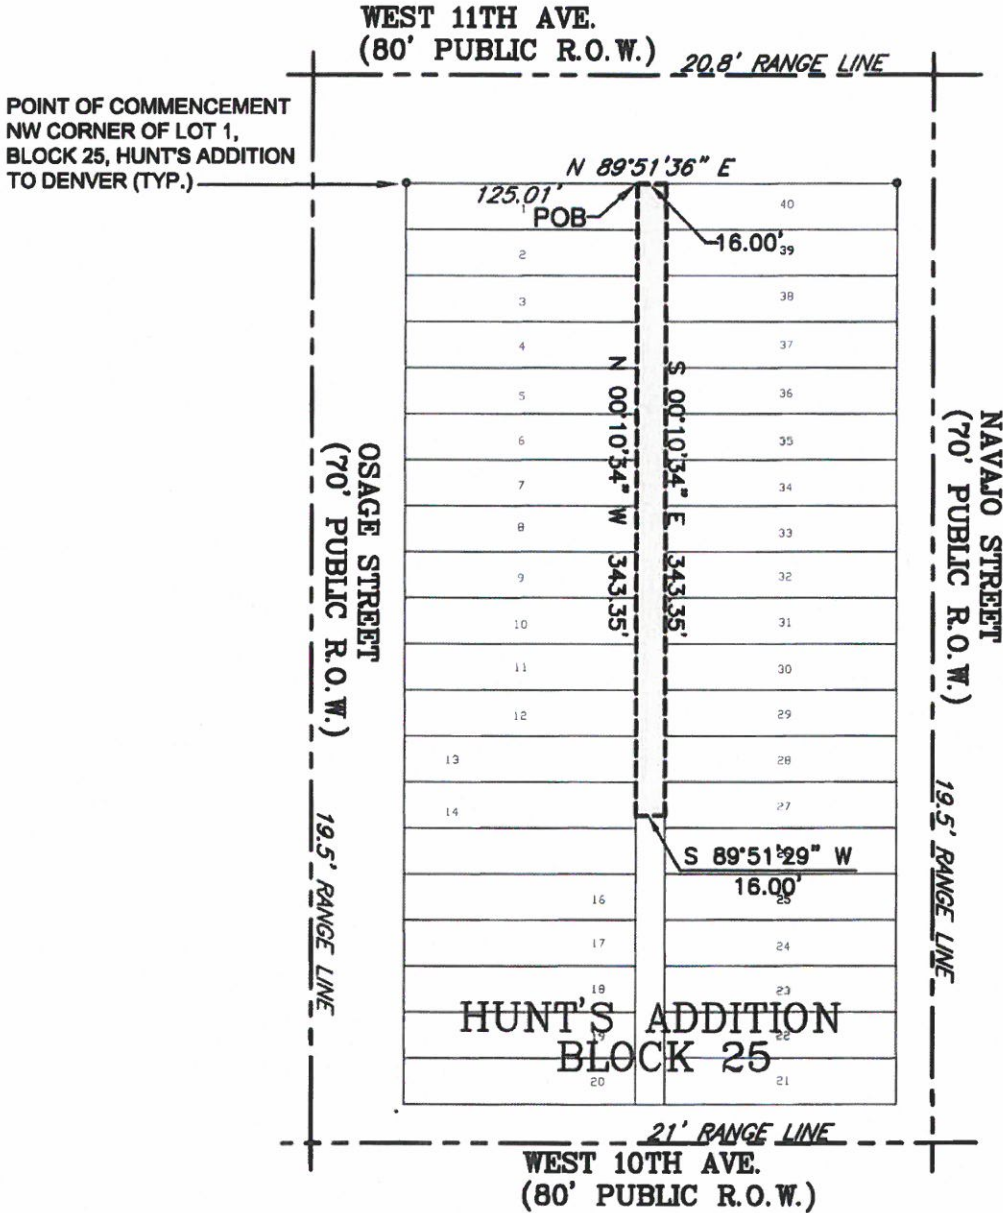 WEST 11TH AVE.
(80' PUBLIC R.O.W.)
20.8' RANGE LINE
POINT OF COMMENCEMENT
NW CORNER OF LOT 1,
BLOCK 25, HUNT'S ADDITION
TO DENVER (TYP.)
N 89°51'36" E
125.01'
POB
16.00'
1
2
3
4
5
6
7
8
9
10
11
12
13
14
16
17
18
19
20
40
39
38
37
36
35
34
33
32
31
30
29
28
27
25
24
23
22
21
N 00°10'34" W 343.35'
S 00°10'34" E 343.35'
OSAGE STREET
(70' PUBLIC R.O.W.)
NAVAJO STREET
(70' PUBLIC R.O.W.)
19.5' RANGE LINE
19.5' RANGE LINE
S 89°51'29" W
16.00'
HUNT'S ADDITION
BLOCK 25
21' RANGE LINE
WEST 10TH AVE.
(80' PUBLIC R.O.W.)